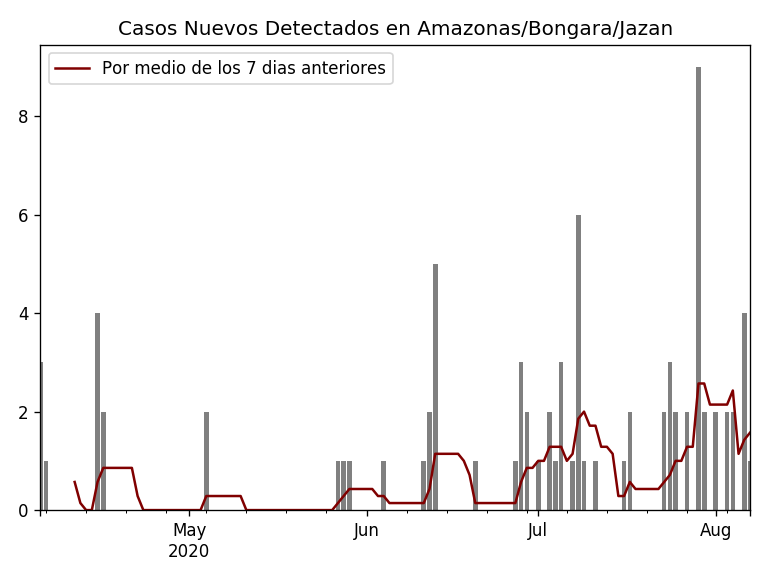 Casos Nuevos Detectados en Amazonas/Bongara/Jazan
Por medio de los 7 dias anteriores
8
6
4
2
0
May Jun Jul Aug
2020